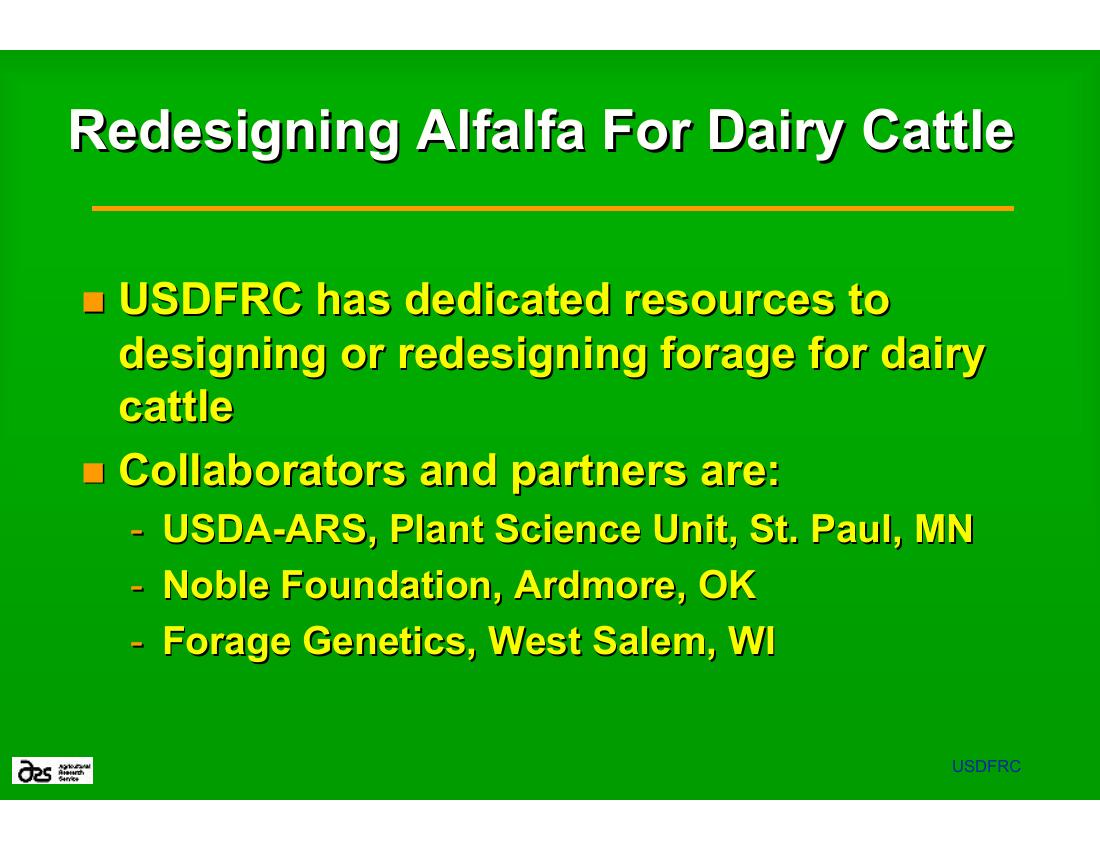 Redesigning Alfalfa For Dairy Cattle
■ USDFRC has dedicated resources to
designing or redesigning forage for dairy
cattle
■ Collaborators and partners are:
- USDA-ARS, Plant Science Unit, St. Paul, MN
- Noble Foundation, Ardmore, OK
- Forage Genetics, West Salem, WI
ars
Agricultural
Research
Service
USDFRC